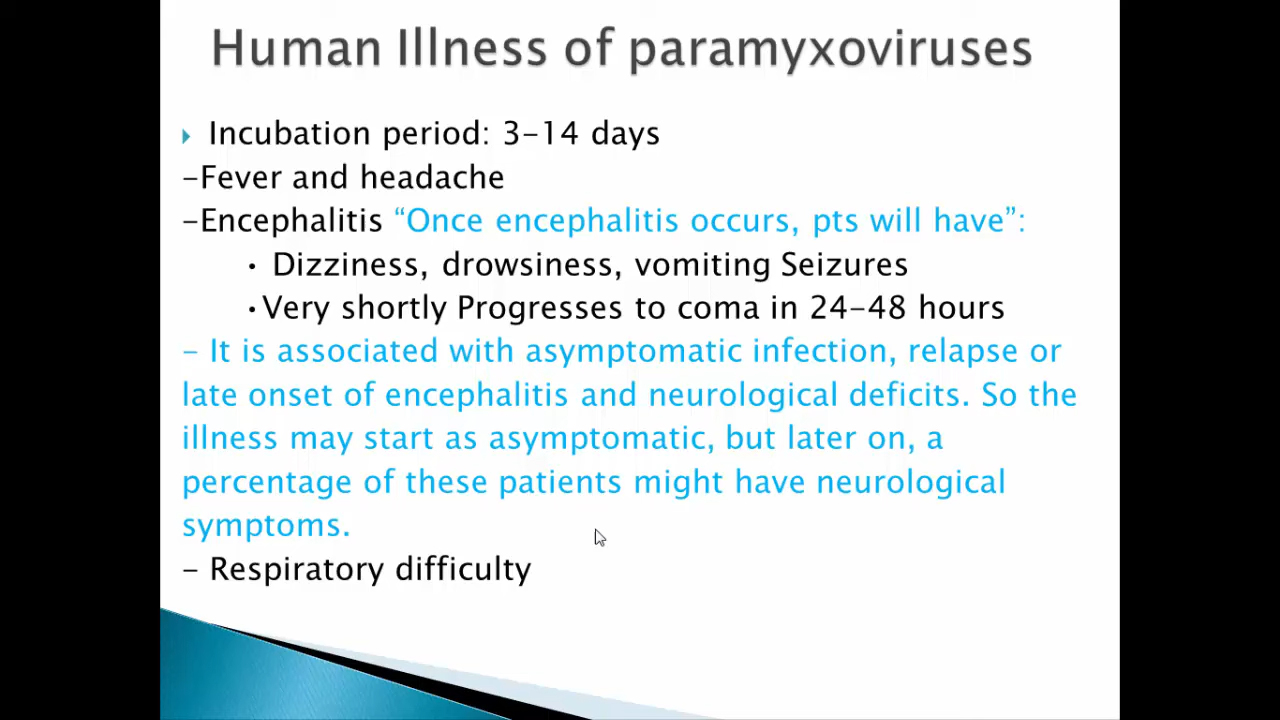 Human Illness of paramyxoviruses
Incubation period: 3-14 days
-Fever and headache
-Encephalitis “Once encephalitis occurs, pts will have”:
• Dizziness, drowsiness, vomiting Seizures
•Very shortly Progresses to coma in 24-48 hours
- It is associated with asymptomatic infection, relapse or
late onset of encephalitis and neurological deficits. So the
illness may start as asymptomatic, but later on, a
percentage of these patients might have neurological
symptoms.
- Respiratory difficulty